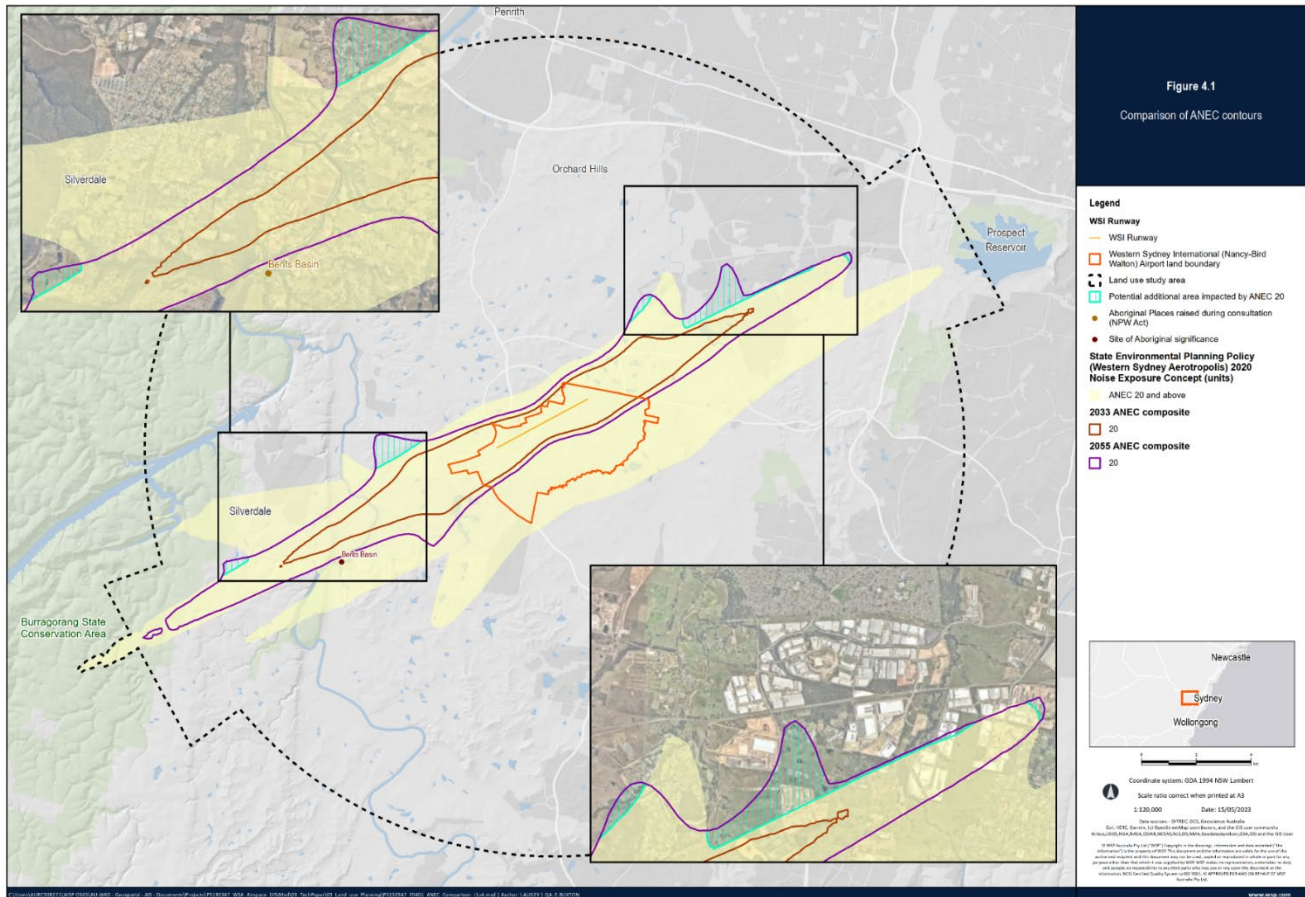 Penrith
Orchard Hills
Prospect
Reservoir
Silverdale
Bents Basin
Silverdale
Bents Basin
Burragorang State
Conservation Area
Figure 4.1
Comparison of ANEC contours
Legend
WSI Runway
WSI Runway
Western Sydney International (Nancy-Bird
Walton) Airport land boundary
Land use study area
Potential additional area impacted by ANEC 20
Aboriginal Places raised during consultation
(NPW Act)
Site of Aboriginal significance
State Environmental Planning Policy
(Western Sydney Aerotropolis) 2020
Noise Exposure Concept (units)
ANEC 20 and above
2033 ANEC composite
20
2055 ANEC composite
20
Newcastle
Sydney
Wollongong
Coordinate system: GDA 1994 NSW Lambert
Scale ratio correct when printed at A3
1:120,000 Date: 15/05/2023
www.wsp.com